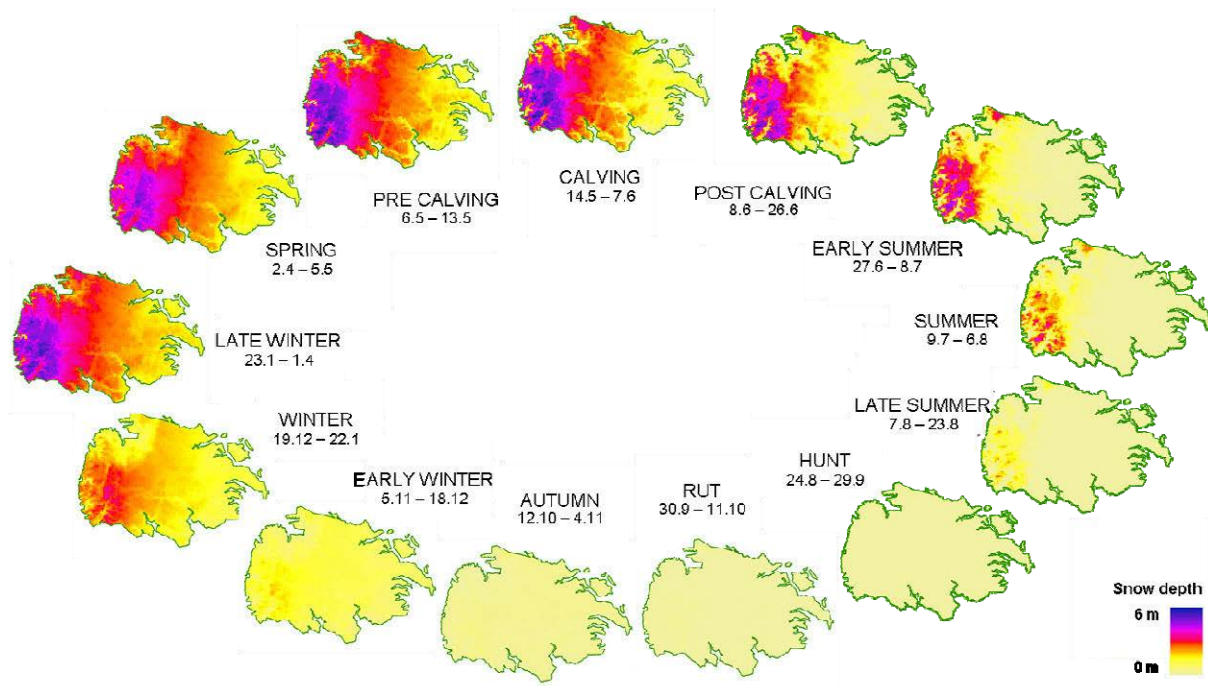 CALVING
14.5 – 7.6
PRE CALVING
6.5 – 13.5
POST CALVING
8.6 – 26.6
SPRING
2.4 – 5.5
EARLY SUMMER
27.6 – 8.7
LATE WINTER
23.1 – 1.4
SUMMER
9.7 – 6.8
WINTER
19.12 – 22.1
LATE SUMMER
7.8 – 23.8
EARLY WINTER
5.11 – 18.12
AUTUMN
12.10 – 4.11
RUT
30.9 – 11.10
HUNT
24.8 – 29.9
Snow depth
6 m
0 m